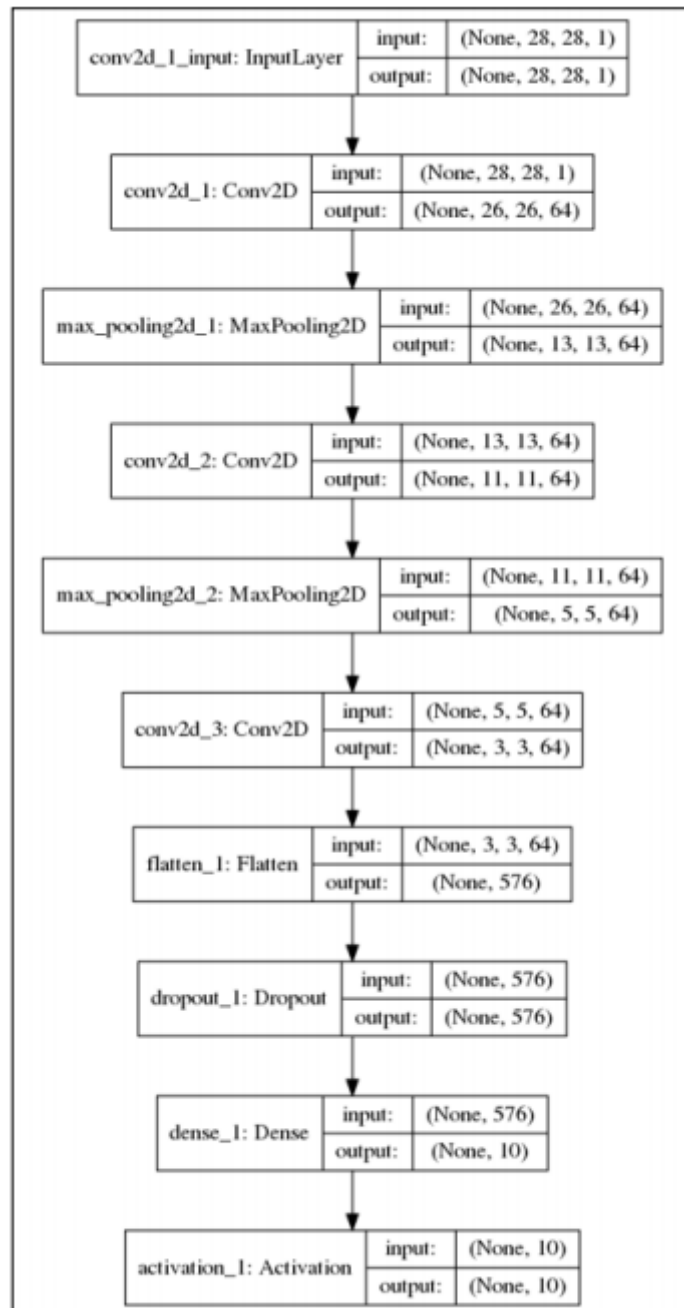 conv2d_1_input: InputLayer
input: (None, 28, 28, 1)
output: (None, 28, 28, 1)
conv2d_1: Conv2D
input: (None, 28, 28, 1)
output: (None, 26, 26, 64)
max_pooling2d_1: MaxPooling2D
input: (None, 26, 26, 64)
output: (None, 13, 13, 64)
conv2d_2: Conv2D
input: (None, 13, 13, 64)
output: (None, 11, 11, 64)
max_pooling2d_2: MaxPooling2D
input: (None, 11, 11, 64)
output: (None, 5, 5, 64)
conv2d_3: Conv2D
input: (None, 5, 5, 64)
output: (None, 3, 3, 64)
flatten_1: Flatten
input: (None, 3, 3, 64)
output: (None, 576)
dropout_1: Dropout
input: (None, 576)
output: (None, 576)
dense_1: Dense
input: (None, 576)
output: (None, 10)
activation_1: Activation
input: (None, 10)
output: (None, 10)